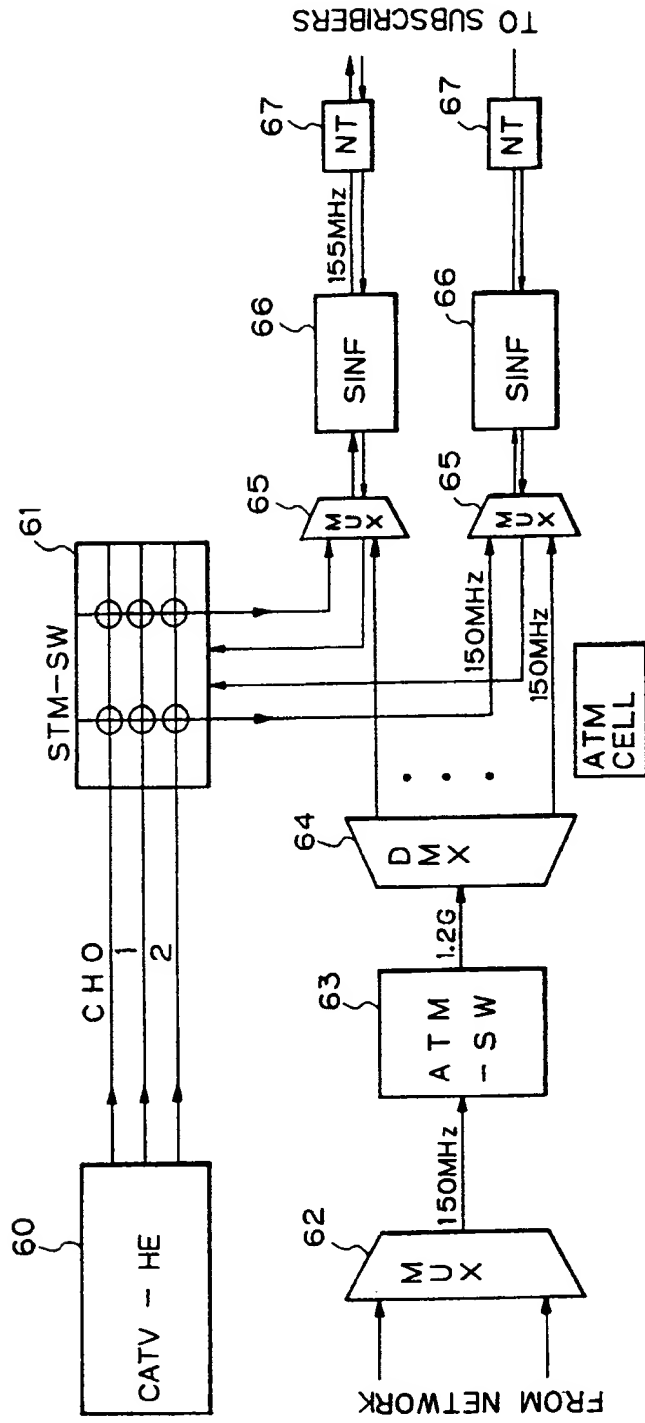 60
CATV-HE
CH0
1
2
STM-SW
61
FROM NETWORK
62
MUX
150MHz
63
ATM
-SW
1.2G
64
DMX
150MHz
150MHz
ATM
CELL
65
MUX
65
MUX
66
SINF
66
SINF
155MHz
67
NT
67
NT
TO SUBSCRIBERS